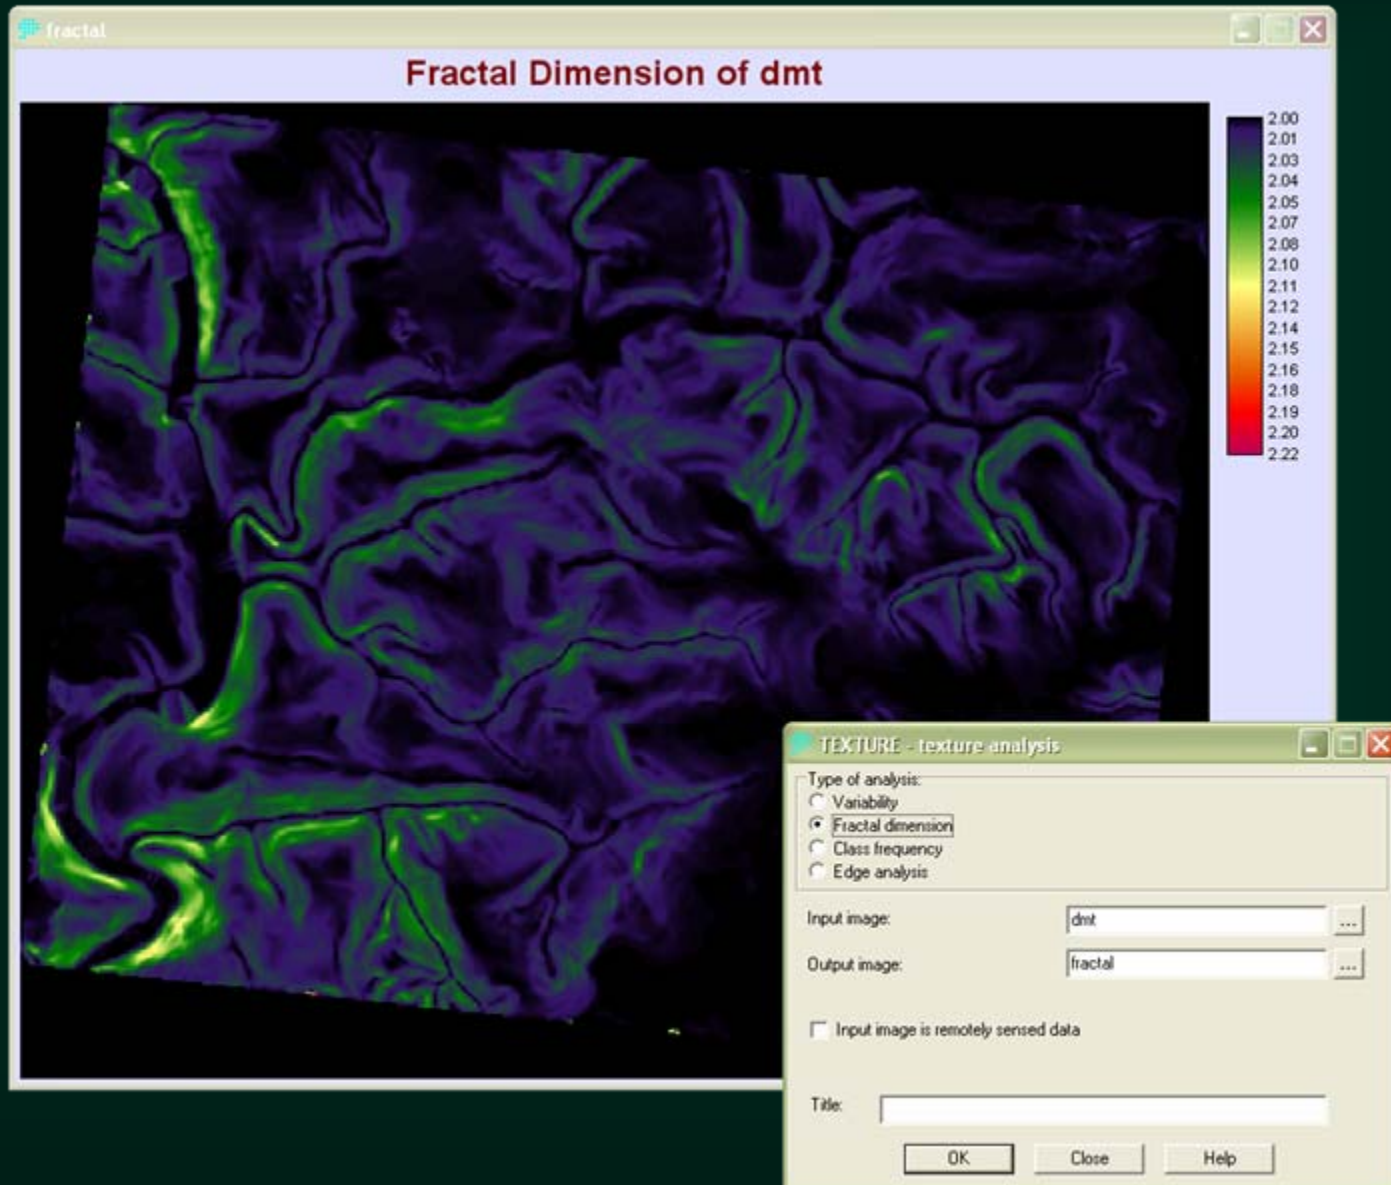 fractal
Fractal Dimension of dmt
2.00
2.01
2.03
2.04
2.05
2.07
2.08
2.10
2.11
2.12
2.14
2.15
2.16
2.18
2.19
2.20
2.22
TEXTURE - texture analysis
Type of analysis:
Variability
Fractal dimension
Class frequency
Edge analysis
Input image: dmt ...
Output image: fractal ...
Input image is remotely sensed data
Title:
OK Close Help